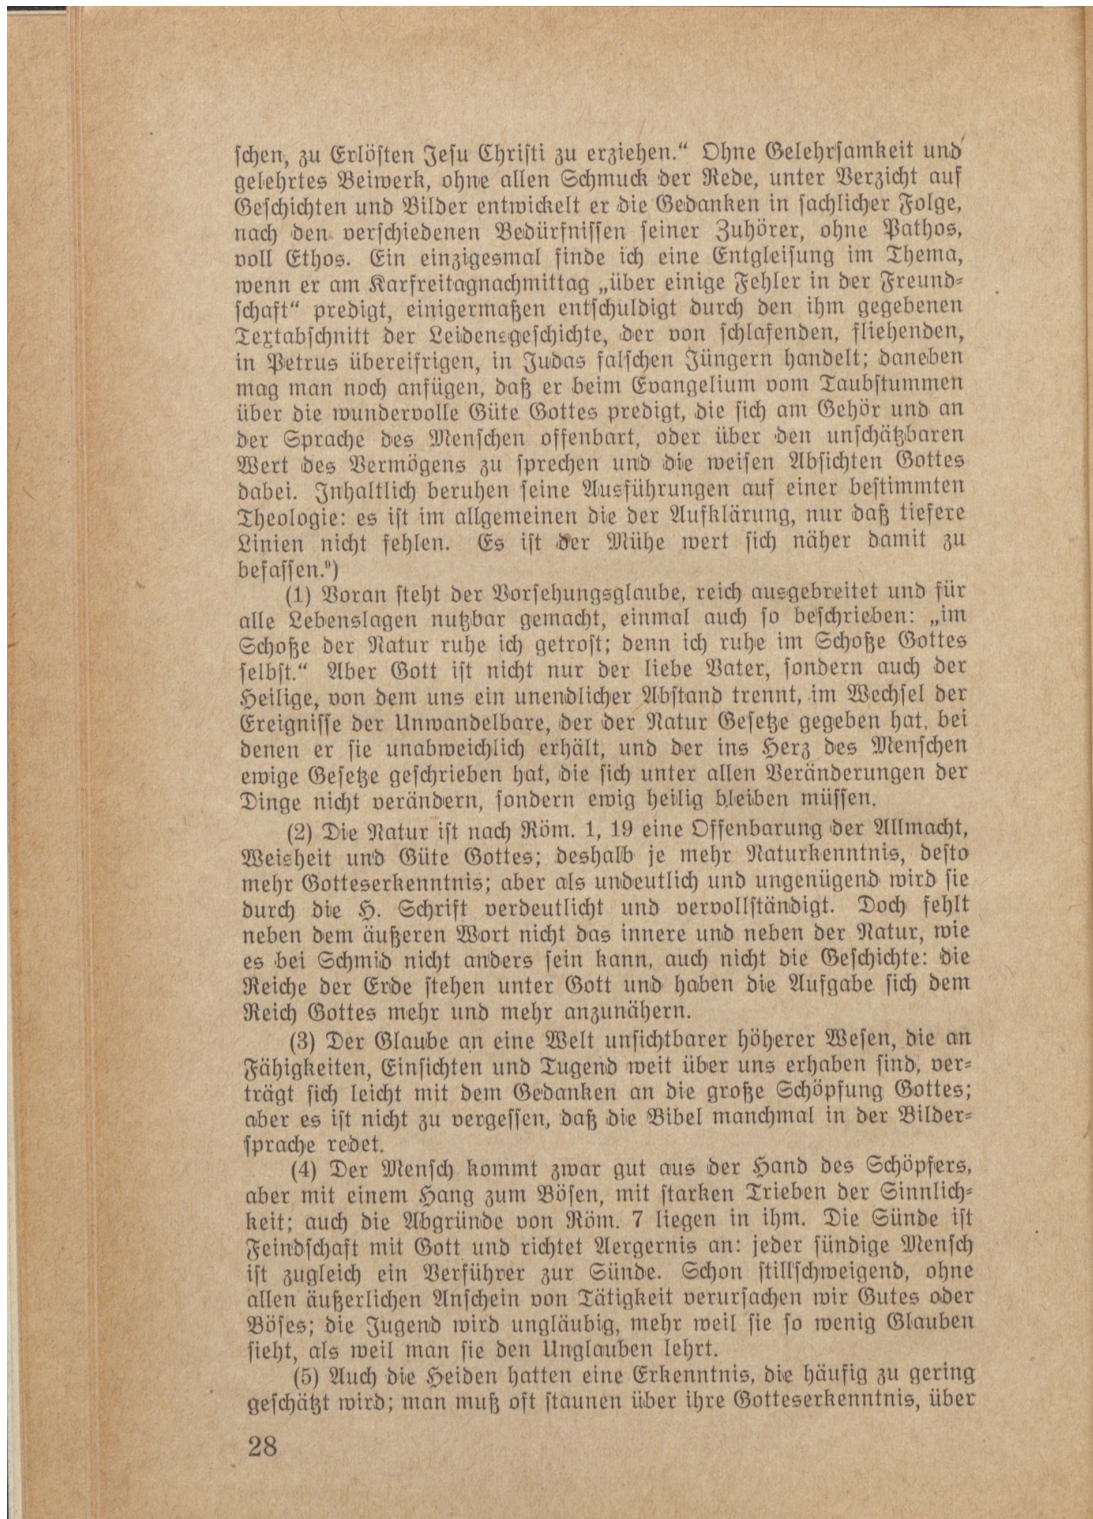 schen, zu Erlösten Jesu Christi zu erziehen.“ Ohne Gelehrsamkeit und
gelehrtes Beiwerk, ohne allen Schmuck der Rede, unter Verzicht auf
Geschichten und Bilder entwickelt er die Gedanken in sachlicher Folge,
nach den verschiedenen Bedürfnissen seiner Zuhörer, ohne Pathos,
voll Ethos. Ein einzigesmal finde ich eine Entgleisung im Thema,
wenn er am Karfreitagnachmittag „über einige Fehler in der Freund-
schaft“ predigt, einigermaßen entschuldigt durch den ihm gegebenen
Textabschnitt der Leidensgeschichte, der von schlafenden, fliehenden,
in Petrus übereifrigen, in Judas falschen Jüngern handelt; daneben
mag man noch anfügen, daß er beim Evangelium vom Taubstummen
über die wundervolle Güte Gottes predigt, die sich am Gehör und an
der Sprache des Menschen offenbart, oder über den unschätzbaren
Wert des Vermögens zu sprechen und die weisen Absichten Gottes
dabei. Inhaltlich beruhen seine Ausführungen auf einer bestimmten
Theologie: es ist im allgemeinen die der Aufklärung, nur daß tiefere
Linien nicht fehlen. Es ist der Mühe wert sich näher damit zu
befassen.⁹)
(1) Voran steht der Vorsehungsglaube, reich ausgebreitet und für
alle Lebenslagen nutzbar gemacht, einmal auch so beschrieben: „im
Schoße der Natur ruhe ich getrost; denn ich ruhe im Schoße Gottes
selbst.“ Aber Gott ist nicht nur der liebe Vater, sondern auch der
Heilige, von dem uns ein unendlicher Abstand trennt, im Wechsel der
Ereignisse der Unwandelbare, der der Natur Gesetze gegeben hat, bei
denen er sie unabweichlich erhält, und der ins Herz des Menschen
ewige Gesetze geschrieben hat, die sich unter allen Veränderungen der
Dinge nicht verändern, sondern ewig heilig bleiben müssen.
(2) Die Natur ist nach Röm. 1, 19 eine Offenbarung der Allmacht,
Weisheit und Güte Gottes; deshalb je mehr Naturkenntnis, desto
mehr Gotteserkenntnis; aber als undeutlich und ungenügend wird sie
durch die H. Schrift verdeutlicht und vervollständigt. Doch fehlt
neben dem äußeren Wort nicht das innere und neben der Natur, wie
es bei Schmid nicht anders sein kann, auch nicht die Geschichte: die
Reiche der Erde stehen unter Gott und haben die Aufgabe sich dem
Reich Gottes mehr und mehr anzunähern.
(3) Der Glaube an eine Welt unsichtbarer höherer Wesen, die an
Fähigkeiten, Einsichten und Tugend weit über uns erhaben sind, ver-
trägt sich leicht mit dem Gedanken an die große Schöpfung Gottes;
aber es ist nicht zu vergessen, daß die Bibel manchmal in der Bilder-
sprache redet.
(4) Der Mensch kommt zwar gut aus der Hand des Schöpfers,
aber mit einem Hang zum Bösen, mit starken Trieben der Sinnlich-
keit; auch die Abgründe von Röm. 7 liegen in ihm. Die Sünde ist
Feindschaft mit Gott und richtet Aergernis an: jeder sündige Mensch
ist zugleich ein Verführer zur Sünde. Schon stillschweigend, ohne
allen äußerlichen Anschein von Tätigkeit verursachen wir Gutes oder
Böses; die Jugend wird ungläubig, mehr weil sie so wenig Glauben
sieht, als weil man sie den Unglauben lehrt.
(5) Auch die Heiden hatten eine Erkenntnis, die häufig zu gering
geschätzt wird; man muß oft staunen über ihre Gotteserkenntnis, über
28